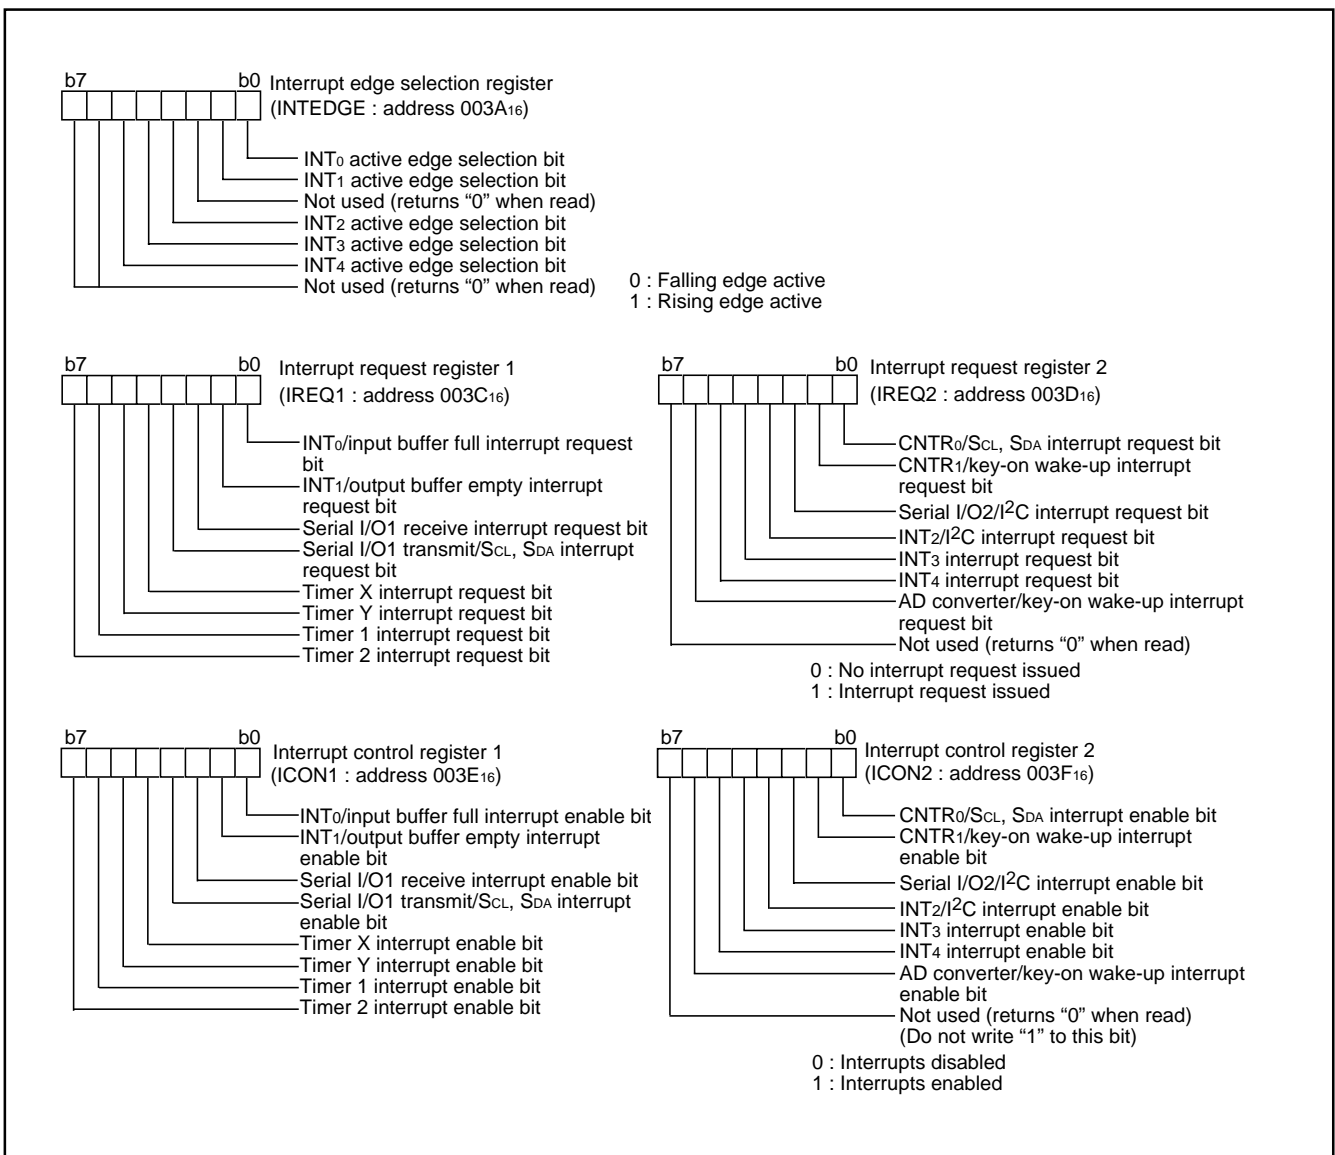 b7 b0 Interrupt edge selection register
(INTEDGE : address 003A16)
INT0 active edge selection bit
INT1 active edge selection bit
Not used (returns “0” when read)
INT2 active edge selection bit
INT3 active edge selection bit
INT4 active edge selection bit
Not used (returns “0” when read)
0 : Falling edge active
1 : Rising edge active
b7 b0 Interrupt request register 1
(IREQ1 : address 003C16)
INT0/input buffer full interrupt request
bit
INT1/output buffer empty interrupt
request bit
Serial I/O1 receive interrupt request bit
Serial I/O1 transmit/SCL, SDA interrupt
request bit
Timer X interrupt request bit
Timer Y interrupt request bit
Timer 1 interrupt request bit
Timer 2 interrupt request bit
b7 b0 Interrupt request register 2
(IREQ2 : address 003D16)
CNTR0/SCL, SDA interrupt request bit
CNTR1/key-on wake-up interrupt
request bit
Serial I/O2/I2C interrupt request bit
INT2/I2C interrupt request bit
INT3 interrupt request bit
INT4 interrupt request bit
AD converter/key-on wake-up interrupt
request bit
Not used (returns “0” when read)
0 : No interrupt request issued
1 : Interrupt request issued
b7 b0 Interrupt control register 1
(ICON1 : address 003E16)
INT0/input buffer full interrupt enable bit
INT1/output buffer empty interrupt
enable bit
Serial I/O1 receive interrupt enable bit
Serial I/O1 transmit/SCL, SDA interrupt
enable bit
Timer X interrupt enable bit
Timer Y interrupt enable bit
Timer 1 interrupt enable bit
Timer 2 interrupt enable bit
b7 b0 Interrupt control register 2
(ICON2 : address 003F16)
CNTR0/SCL, SDA interrupt enable bit
CNTR1/key-on wake-up interrupt
enable bit
Serial I/O2/I2C interrupt enable bit
INT2/I2C interrupt enable bit
INT3 interrupt enable bit
INT4 interrupt enable bit
AD converter/key-on wake-up interrupt
enable bit
Not used (returns “0” when read)
(Do not write “1” to this bit)
0 : Interrupts disabled
1 : Interrupts enabled